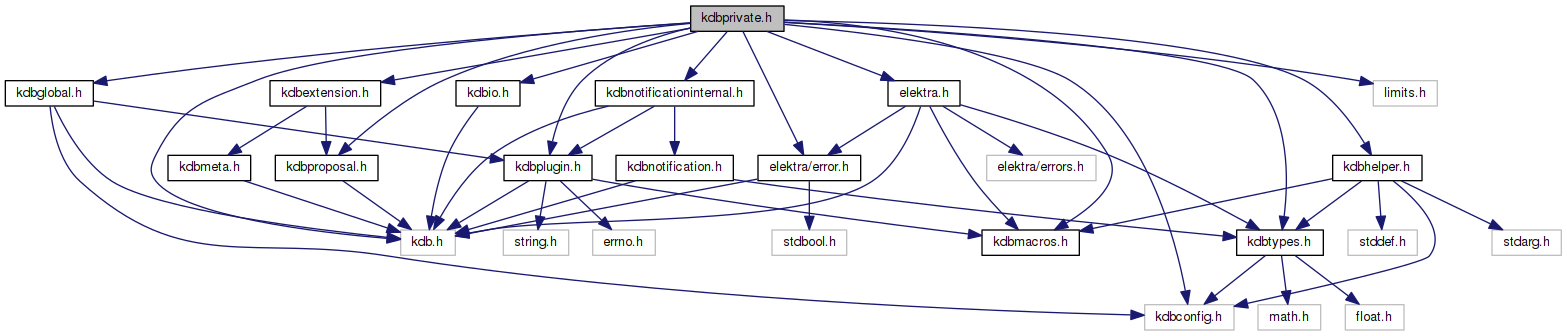 kdbprivate.h
kdbglobal.h
kdbextension.h
kdbio.h
kdbnotificationinternal.h
elektra.h
limits.h
kdbmeta.h
kdbproposal.h
kdbplugin.h
kdbnotification.h
elektra/error.h
elektra/errors.h
kdbhelper.h
kdb.h
string.h
errno.h
stdbool.h
kdbmacros.h
kdbtypes.h
stddef.h
stdarg.h
kdbconfig.h
math.h
float.h